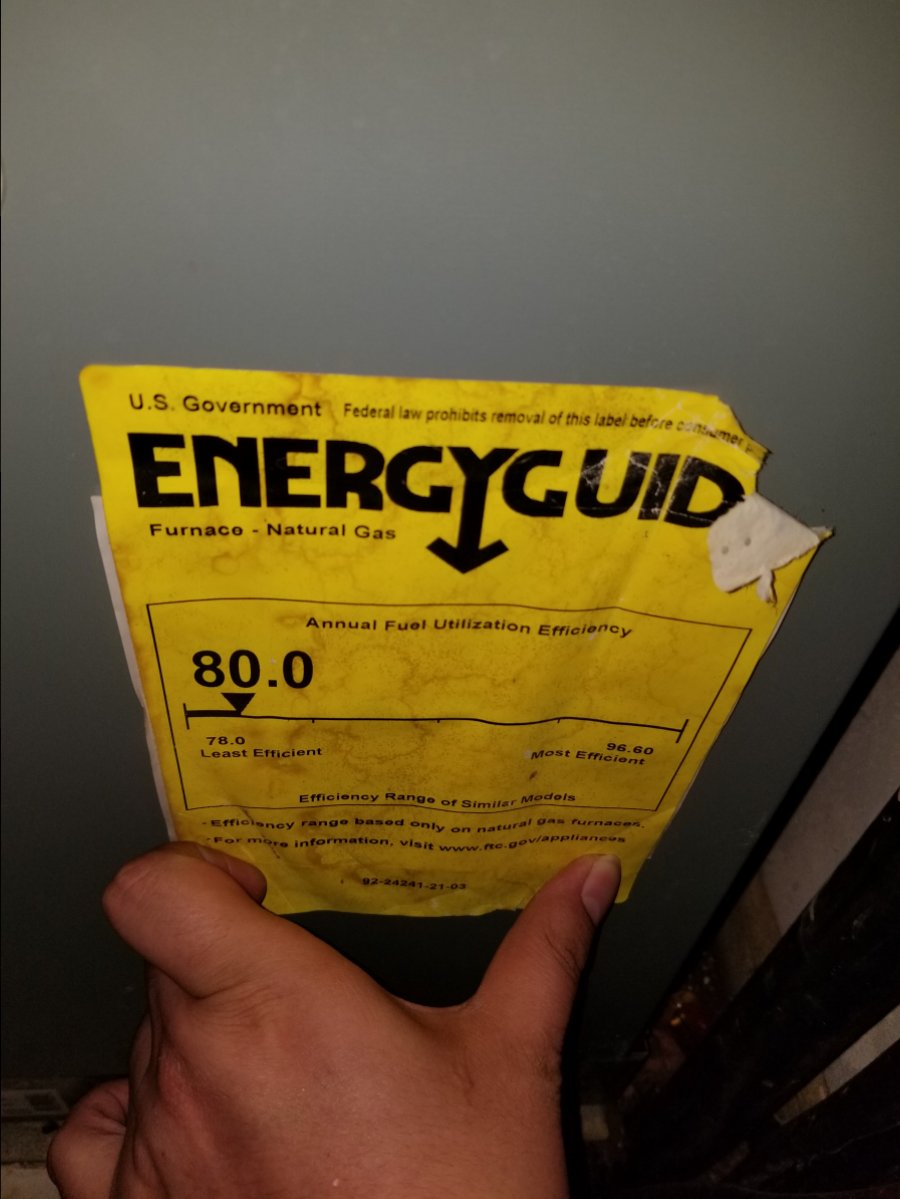 U.S. Government Federal law prohibits removal of this label before consumer
ENERGYGUID
Furnace - Natural Gas
Annual Fuel Utilization Efficiency
80.0
78.0
Least Efficient
96.60
Most Efficient
Efficiency Range of Similar Models
Efficiency range based only on natural gas furnaces.
For more information, visit www.ftc.gov/appliances
92-24241-21-03